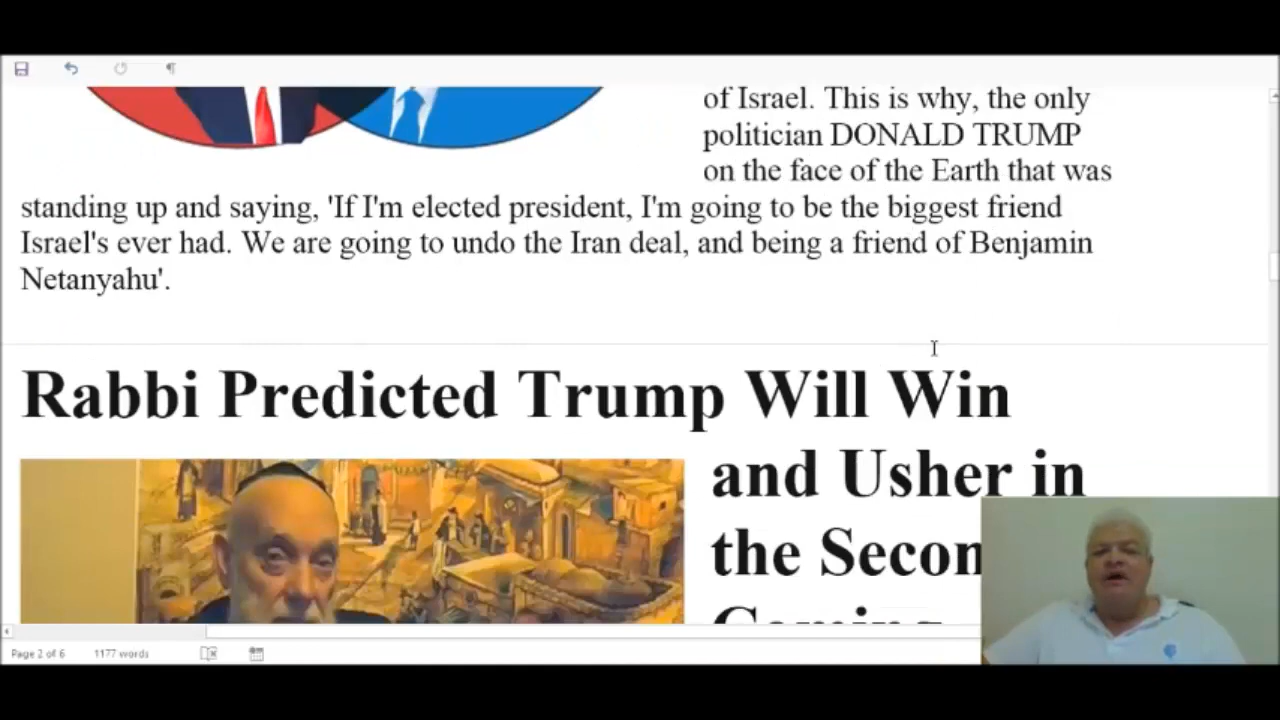 of Israel. This is why, the only
politician DONALD TRUMP
on the face of the Earth that was
standing up and saying, 'If I'm elected president, I'm going to be the biggest friend
Israel's ever had. We are going to undo the Iran deal, and being a friend of Benjamin
Netanyahu'.
Rabbi Predicted Trump Will Win
and Usher in
the Secon
Coming
Page 2 of 6 1177 words